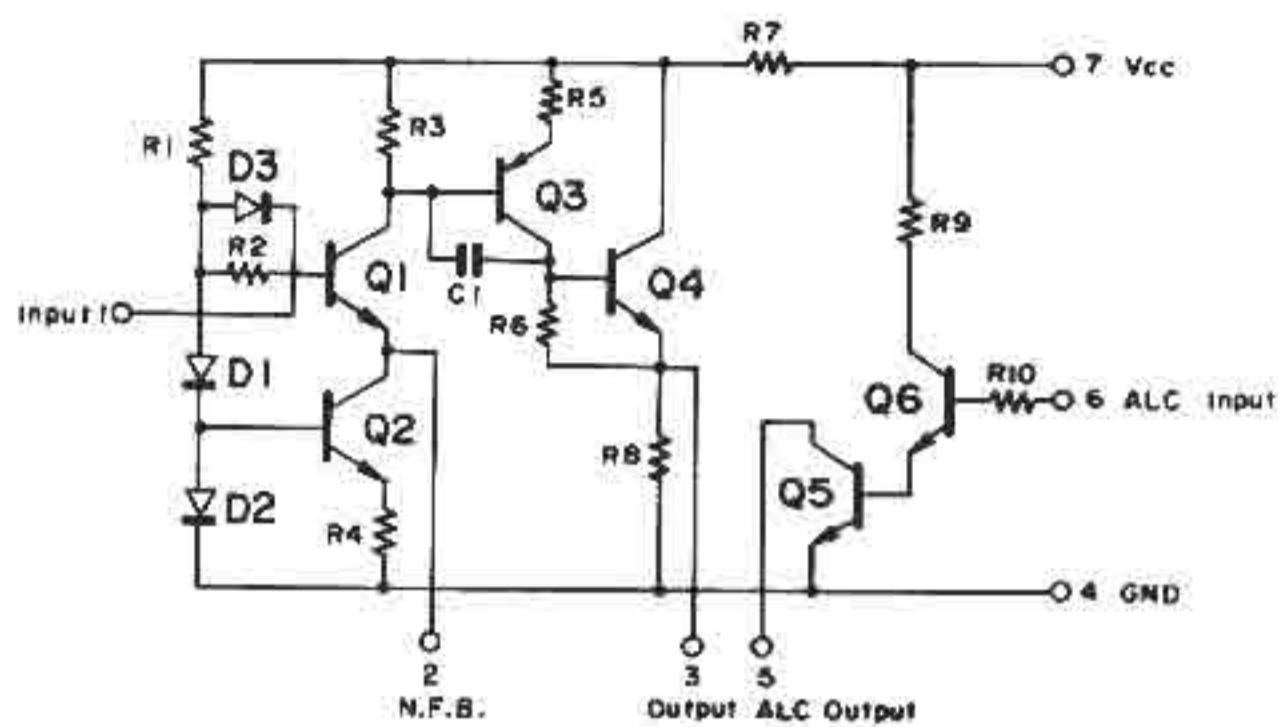 R7
7 Vcc
R5
R3
R1
D3
Q3
R9
R2
Q1
C1
Q4
Input 1
R6
D1
Q6
R10
6 ALC Input
Q2
R8
Q5
D2
R4
4 GND
2
3
5
N.F.B.
Output
ALC Output